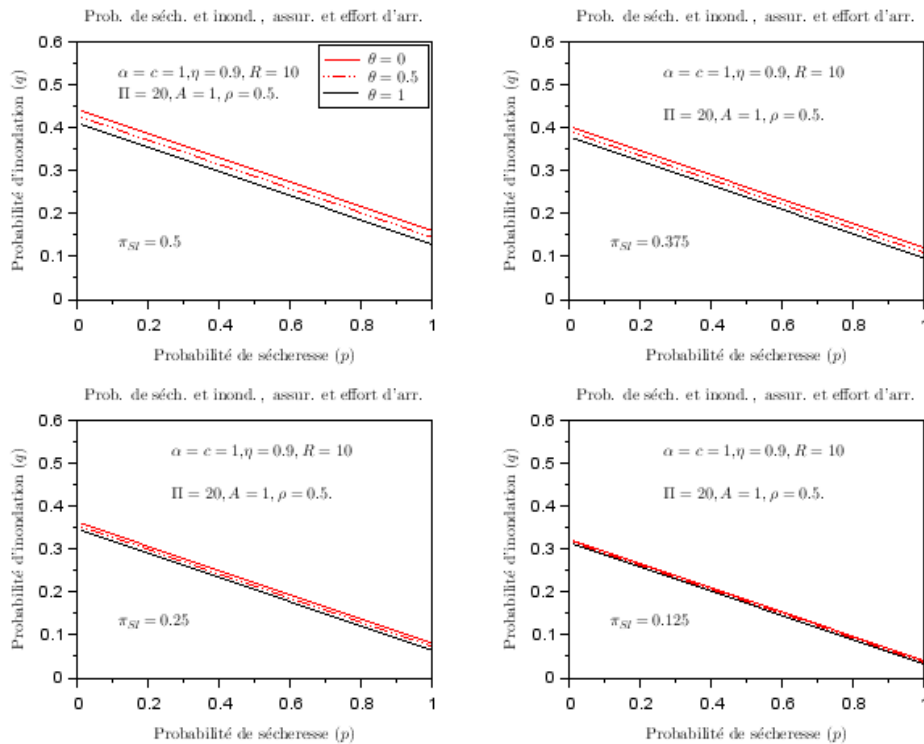 Prob. de séch. et inond. , assur. et effort d'arr.
0.6
0.5
0.4
0.3
0.2
0.1
0
Probabilité d'inondation (q)
α = c = 1,η = 0.9, R = 10
Π = 20, A = 1, ρ = 0.5.
θ = 0
θ = 0.5
θ = 1
π_{SI} = 0.5
0 0.2 0.4 0.6 0.8 1
Probabilité de sécheresse (p)
Prob. de séch. et inond. , assur. et effort d'arr.
0.6
0.5
0.4
0.3
0.2
0.1
0
Probabilité d'inondation (q)
α = c = 1,η = 0.9, R = 10
Π = 20, A = 1, ρ = 0.5.
π_{SI} = 0.375
0 0.2 0.4 0.6 0.8 1
Probabilité de sécheresse (p)
Prob. de séch. et inond. , assur. et effort d'arr.
0.6
0.5
0.4
0.3
0.2
0.1
0
Probabilité d'inondation (q)
α = c = 1,η = 0.9, R = 10
Π = 20, A = 1, ρ = 0.5.
π_{SI} = 0.25
0 0.2 0.4 0.6 0.8 1
Probabilité de sécheresse (p)
Prob. de séch. et inond. , assur. et effort d'arr.
0.6
0.5
0.4
0.3
0.2
0.1
0
Probabilité d'inondation (q)
α = c = 1,η = 0.9, R = 10
Π = 20, A = 1, ρ = 0.5.
π_{SI} = 0.125
0 0.2 0.4 0.6 0.8 1
Probabilité de sécheresse (p)